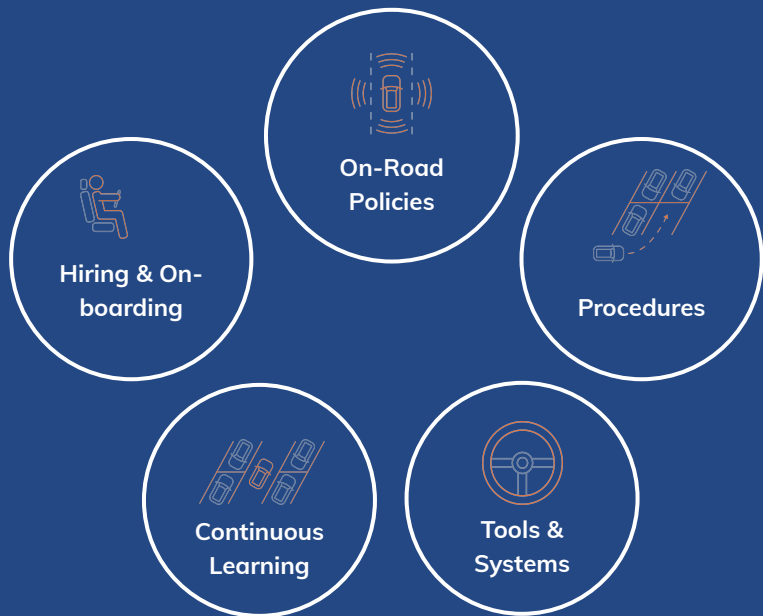 On-Road
Policies
Hiring & On-
boarding
Procedures
Continuous
Learning
Tools &
Systems